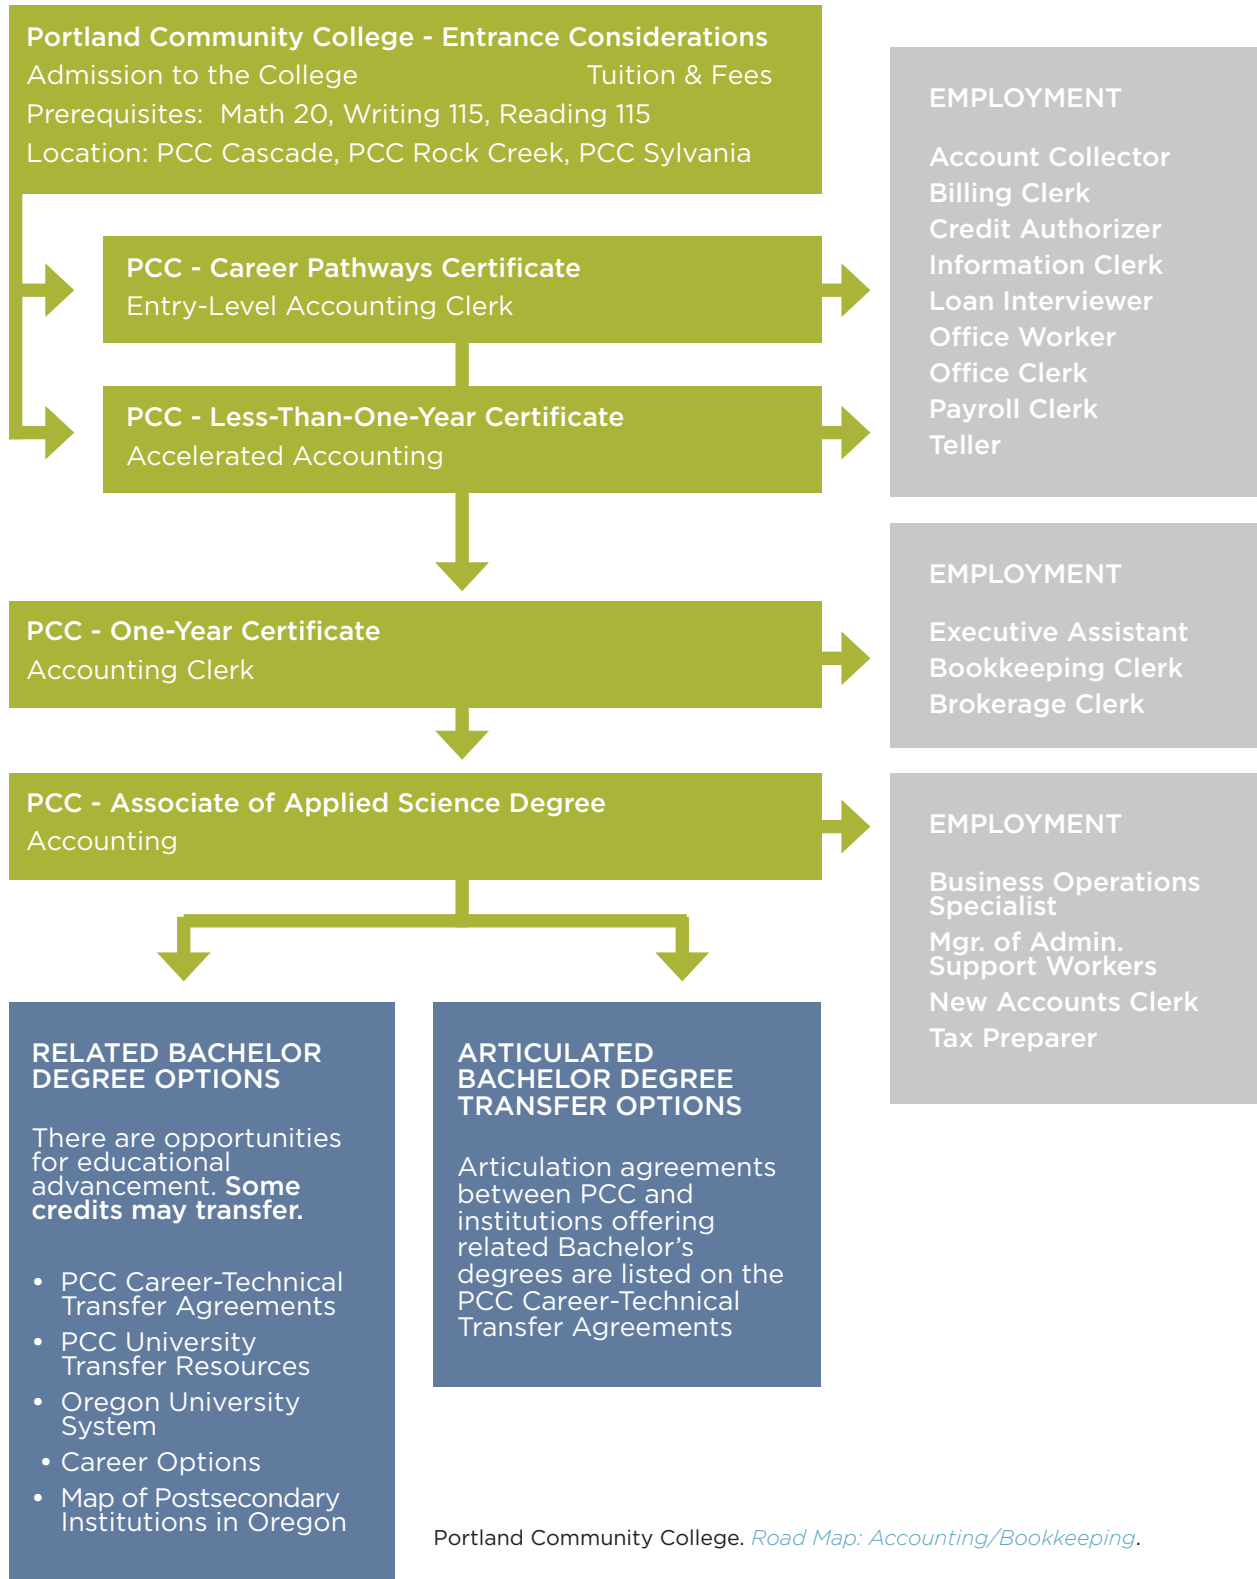 Portland Community College - Entrance Considerations
Admission to the College Tuition & Fees
Prerequisites: Math 20, Writing 115, Reading 115
Location: PCC Cascade, PCC Rock Creek, PCC Sylvania
PCC - Career Pathways Certificate
Entry-Level Accounting Clerk
PCC - Less-Than-One-Year Certificate
Accelerated Accounting
EMPLOYMENT
Account Collector
Billing Clerk
Credit Authorizer
Information Clerk
Loan Interviewer
Office Worker
Office Clerk
Payroll Clerk
Teller
PCC - One-Year Certificate
Accounting Clerk
EMPLOYMENT
Executive Assistant
Bookkeeping Clerk
Brokerage Clerk
PCC - Associate of Applied Science Degree
Accounting
EMPLOYMENT
Business Operations
Specialist
Mgr. of Admin.
Support Workers
New Accounts Clerk
Tax Preparer
RELATED BACHELOR
DEGREE OPTIONS
There are opportunities
for educational
advancement. Some
credits may transfer.
• PCC Career-Technical
Transfer Agreements
• PCC University
Transfer Resources
• Oregon University
System
• Career Options
• Map of Postsecondary
Institutions in Oregon
ARTICULATED
BACHELOR DEGREE
TRANSFER OPTIONS
Articulation agreements
between PCC and
institutions offering
related Bachelor’s
degrees are listed on the
PCC Career-Technical
Transfer Agreements
Portland Community College. Road Map: Accounting/Bookkeeping.